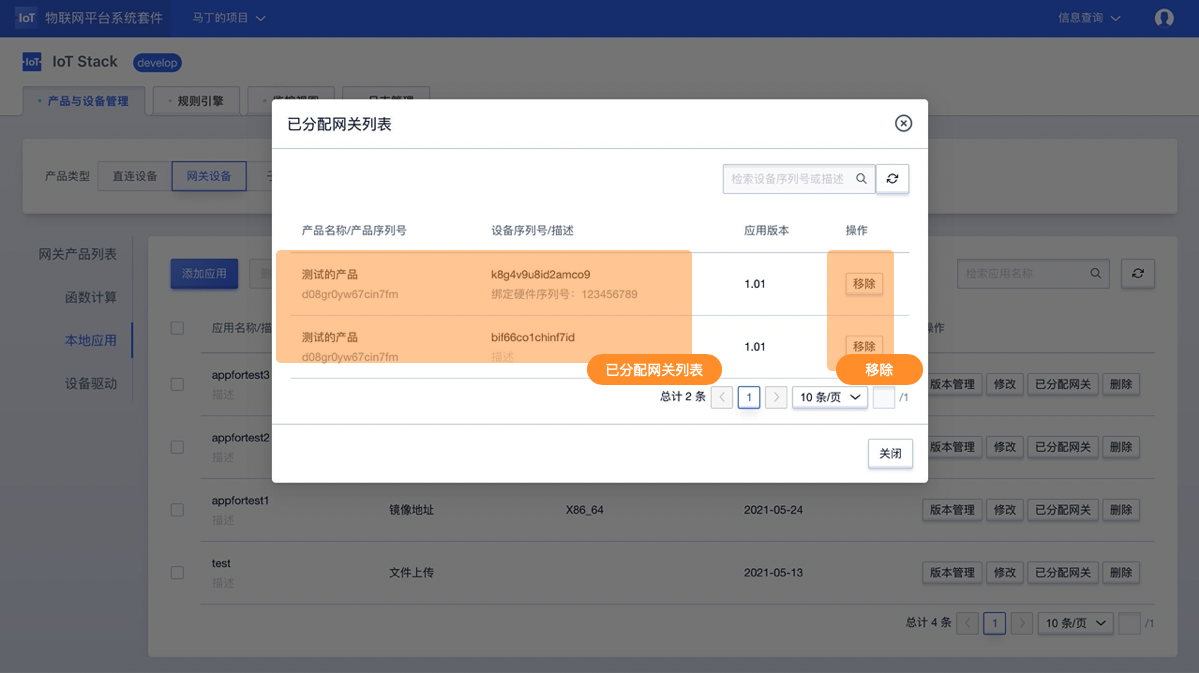 IoT 物联网平台系统套件 马丁的项目 信息查询
IoT IoT Stack develop
产品与设备管理 规则引擎 监控视图 日志管理
已分配网关列表
产品类型 直连设备 网关设备
检索设备序列号或描述
产品名称/产品序列号 设备序列号/描述 应用版本 操作
网关产品列表
函数计算
本地应用
设备驱动
添加应用
检索应用名称
测试的产品 k8g4v9u8id2amco9 1.01 移除
d08gr0yw67cin7fm 绑定硬件序列号：123456789
测试的产品 bif66co1chinf7id 1.01 移除
d08gr0yw67cin7fm 描述
已分配网关列表 移除
总计 2 条 1 10 条/页 /1
关闭
应用名称/描 操作
appfortest3 版本管理 修改 已分配网关 删除
描述
appfortest2 版本管理 修改 已分配网关 删除
描述
appfortest1 镜像地址 X86_64 2021-05-24 版本管理 修改 已分配网关 删除
描述
test 文件上传 2021-05-13 版本管理 修改 已分配网关 删除
描述
总计 4 条 1 10 条/页 /1